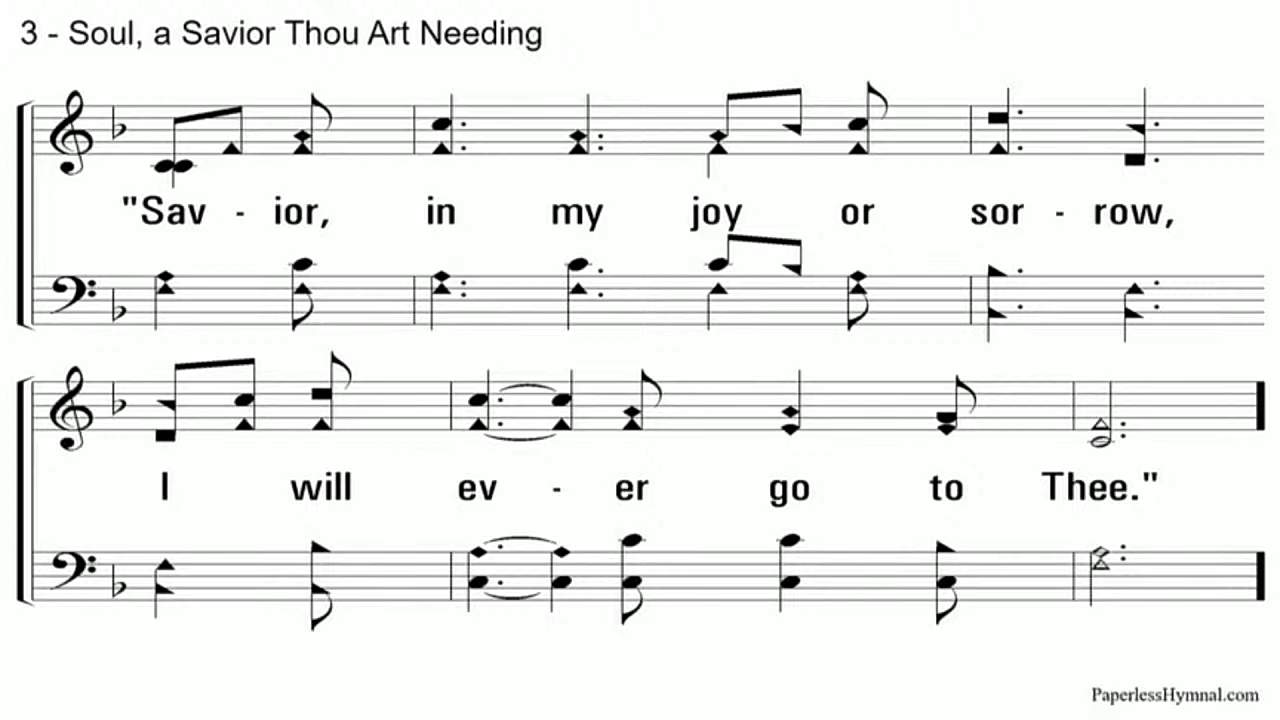 3 - Soul, a Savior Thou Art Needing
"Sav - ior, in my joy or sor - row,
I will ev - er go to Thee."
PaperlessHymnal.com